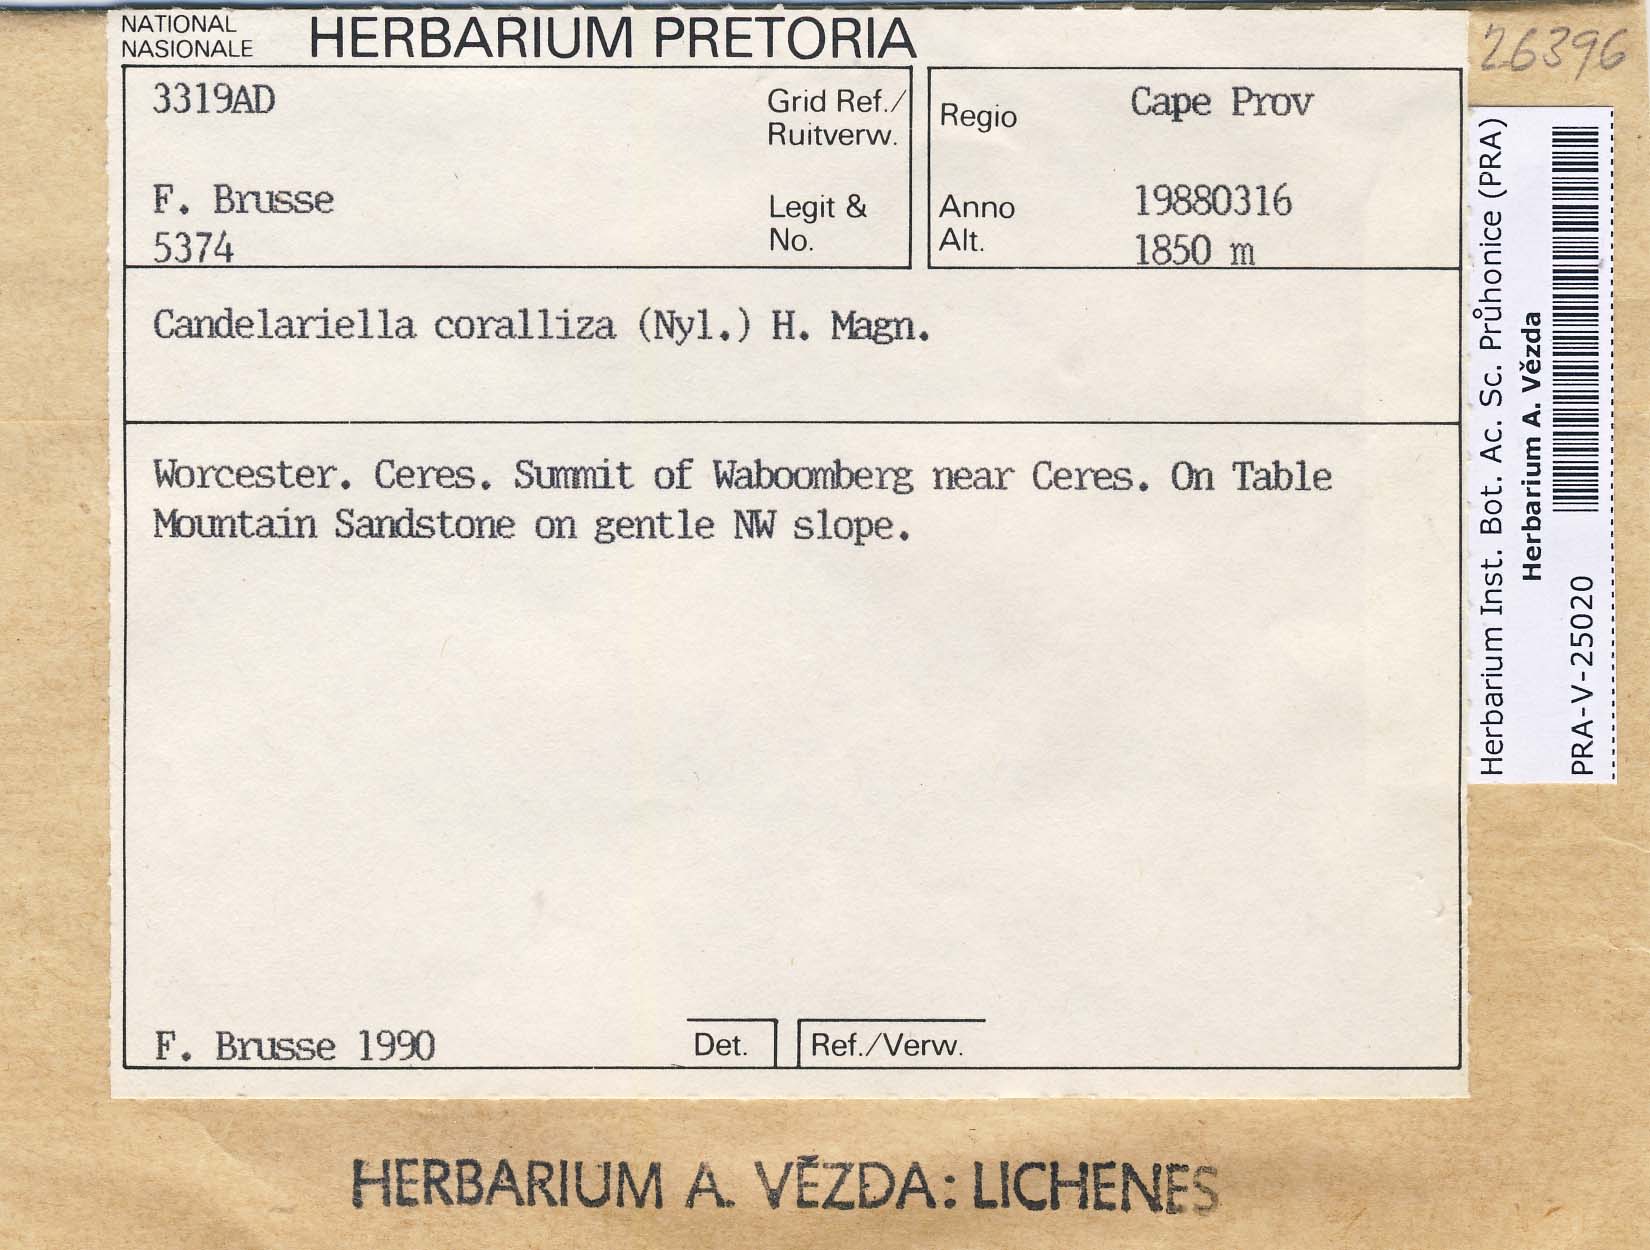 NATIONAL
NASIONALE
HERBARIUM PRETORIA
26396
3319AD
Grid Ref./
Ruitverw.
Regio
Cape Prov
F. Brusse
Legit &
Anno
19880316
5374
No.
Alt.
1850 m
Candelariella coralliza (Nyl.) H. Magn.
Worcester. Ceres. Summit of Waboomberg near Ceres. On Table
Mountain Sandstone on gentle NW slope.
F. Brusse 1990
Det.
Ref./Verw.
Herbarium Inst. Bot. Ac. Sc. Průhonice (PRA)
Herbarium A. Vězda
PRA-V-25020
HERBARIUM A. VĚZDA: LICHENES